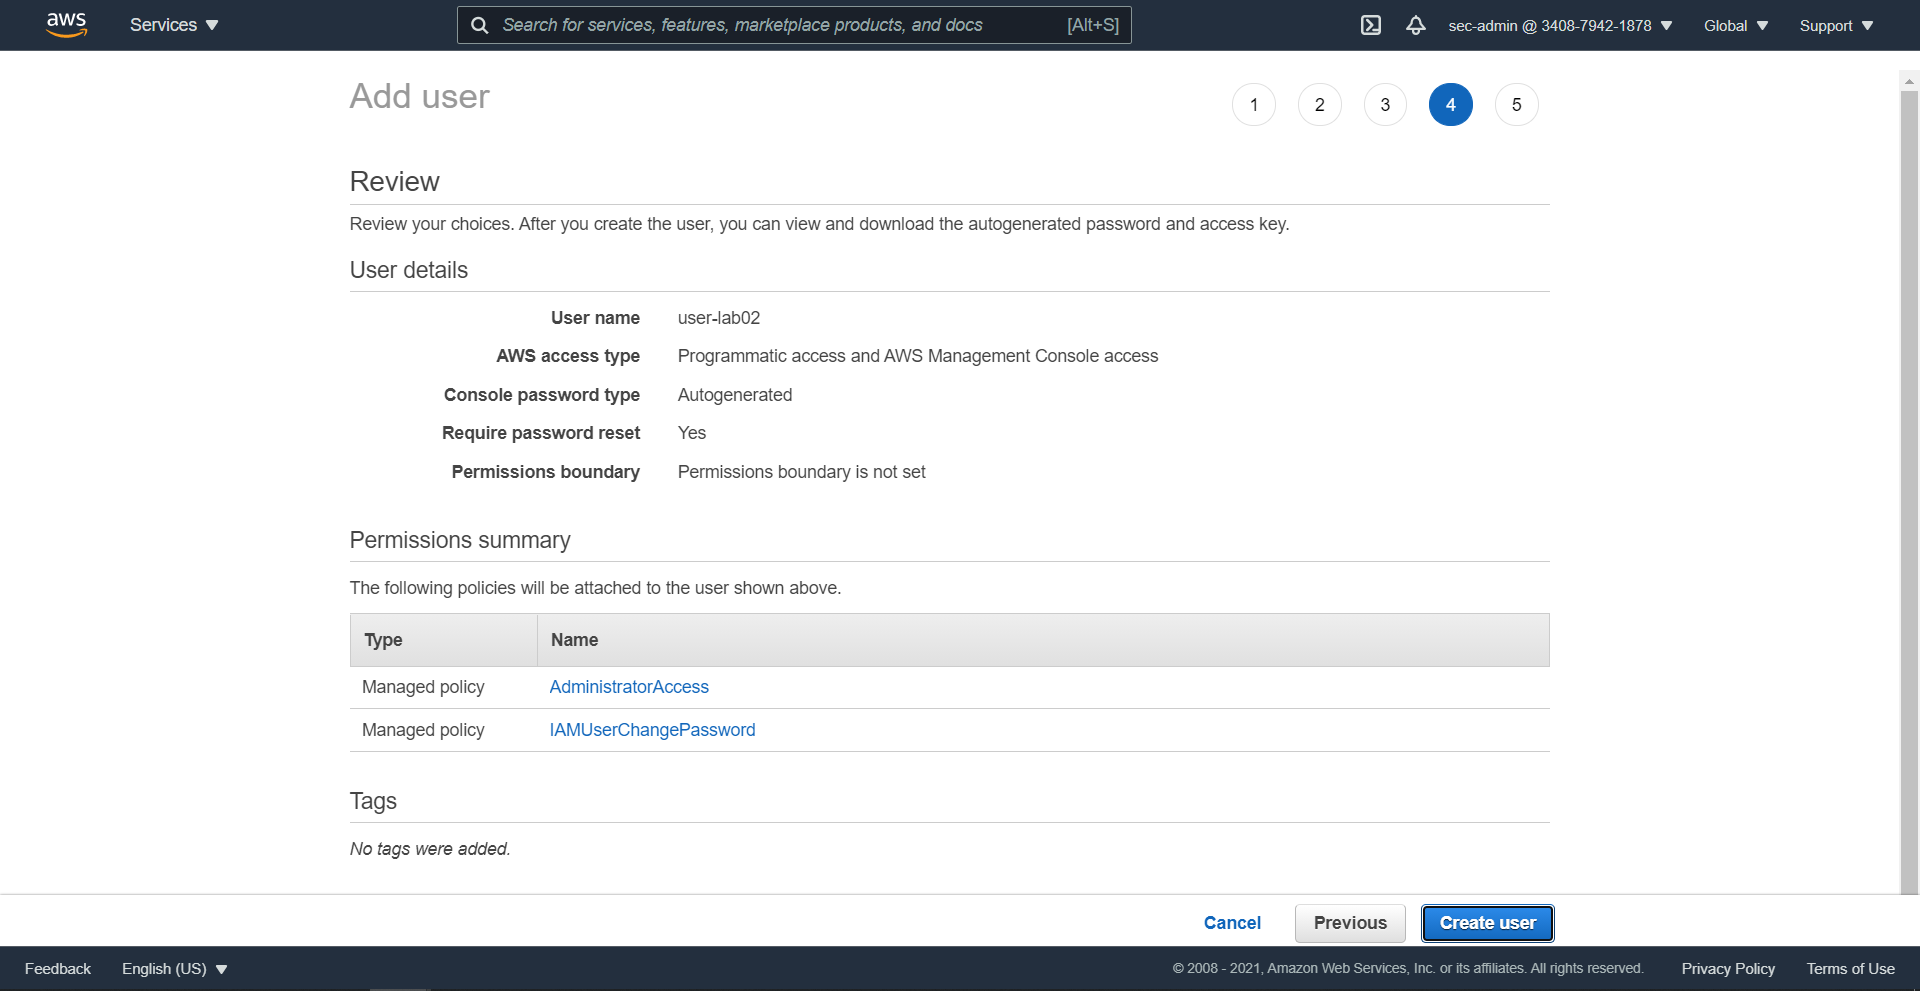 aws Services Search for services, features, marketplace products, and docs [Alt+S] sec-admin @ 3408-7942-1878 Global Support
Add user 1 2 3 4 5
Review
Review your choices. After you create the user, you can view and download the autogenerated password and access key.
User details
User name user-lab02
AWS access type Programmatic access and AWS Management Console access
Console password type Autogenerated
Require password reset Yes
Permissions boundary Permissions boundary is not set
Permissions summary
The following policies will be attached to the user shown above.
Type Name
Managed policy AdministratorAccess
Managed policy IAMUserChangePassword
Tags
No tags were added.
Cancel Previous Create user
Feedback English (US) © 2008 - 2021, Amazon Web Services, Inc. or its affiliates. All rights reserved. Privacy Policy Terms of Use